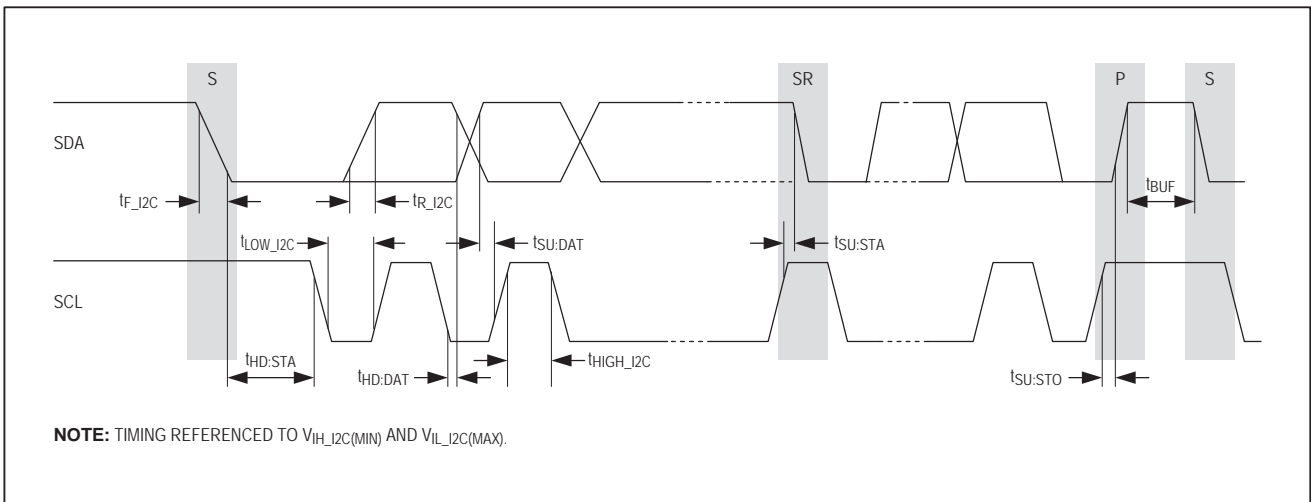 S SR P S
SDA
tBUF
tF_I2C tR_I2C
tLOW_I2C tSU:DAT tSU:STA
SCL
tHD:STA tHD:DAT tHIGH_I2C tSU:STO
NOTE: TIMING REFERENCED TO VIH_I2C(MIN) AND VIL_I2C(MAX).